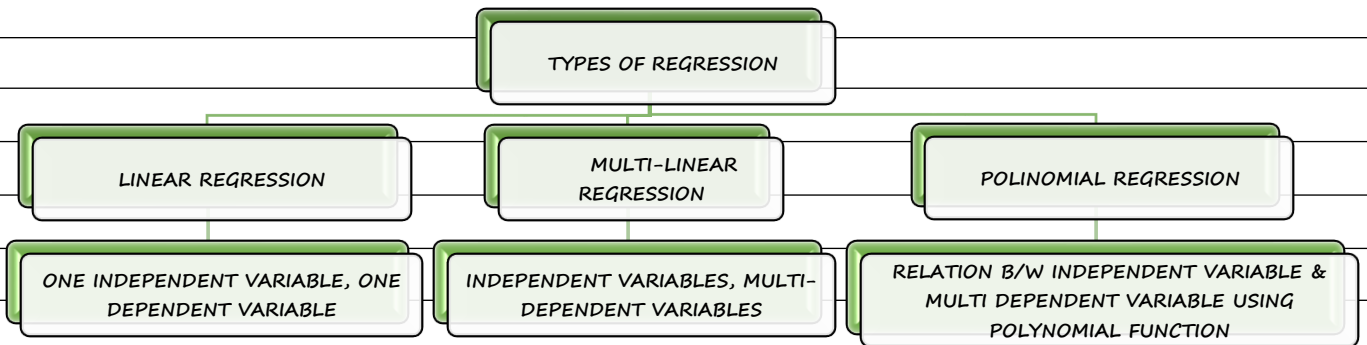 TYPES OF REGRESSION
LINEAR REGRESSION
MULTI-LINEAR
REGRESSION
POLINOMIAL REGRESSION
ONE INDEPENDENT VARIABLE, ONE
DEPENDENT VARIABLE
INDEPENDENT VARIABLES, MULTI-
DEPENDENT VARIABLES
RELATION B/W INDEPENDENT VARIABLE &
MULTI DEPENDENT VARIABLE USING
POLYNOMIAL FUNCTION